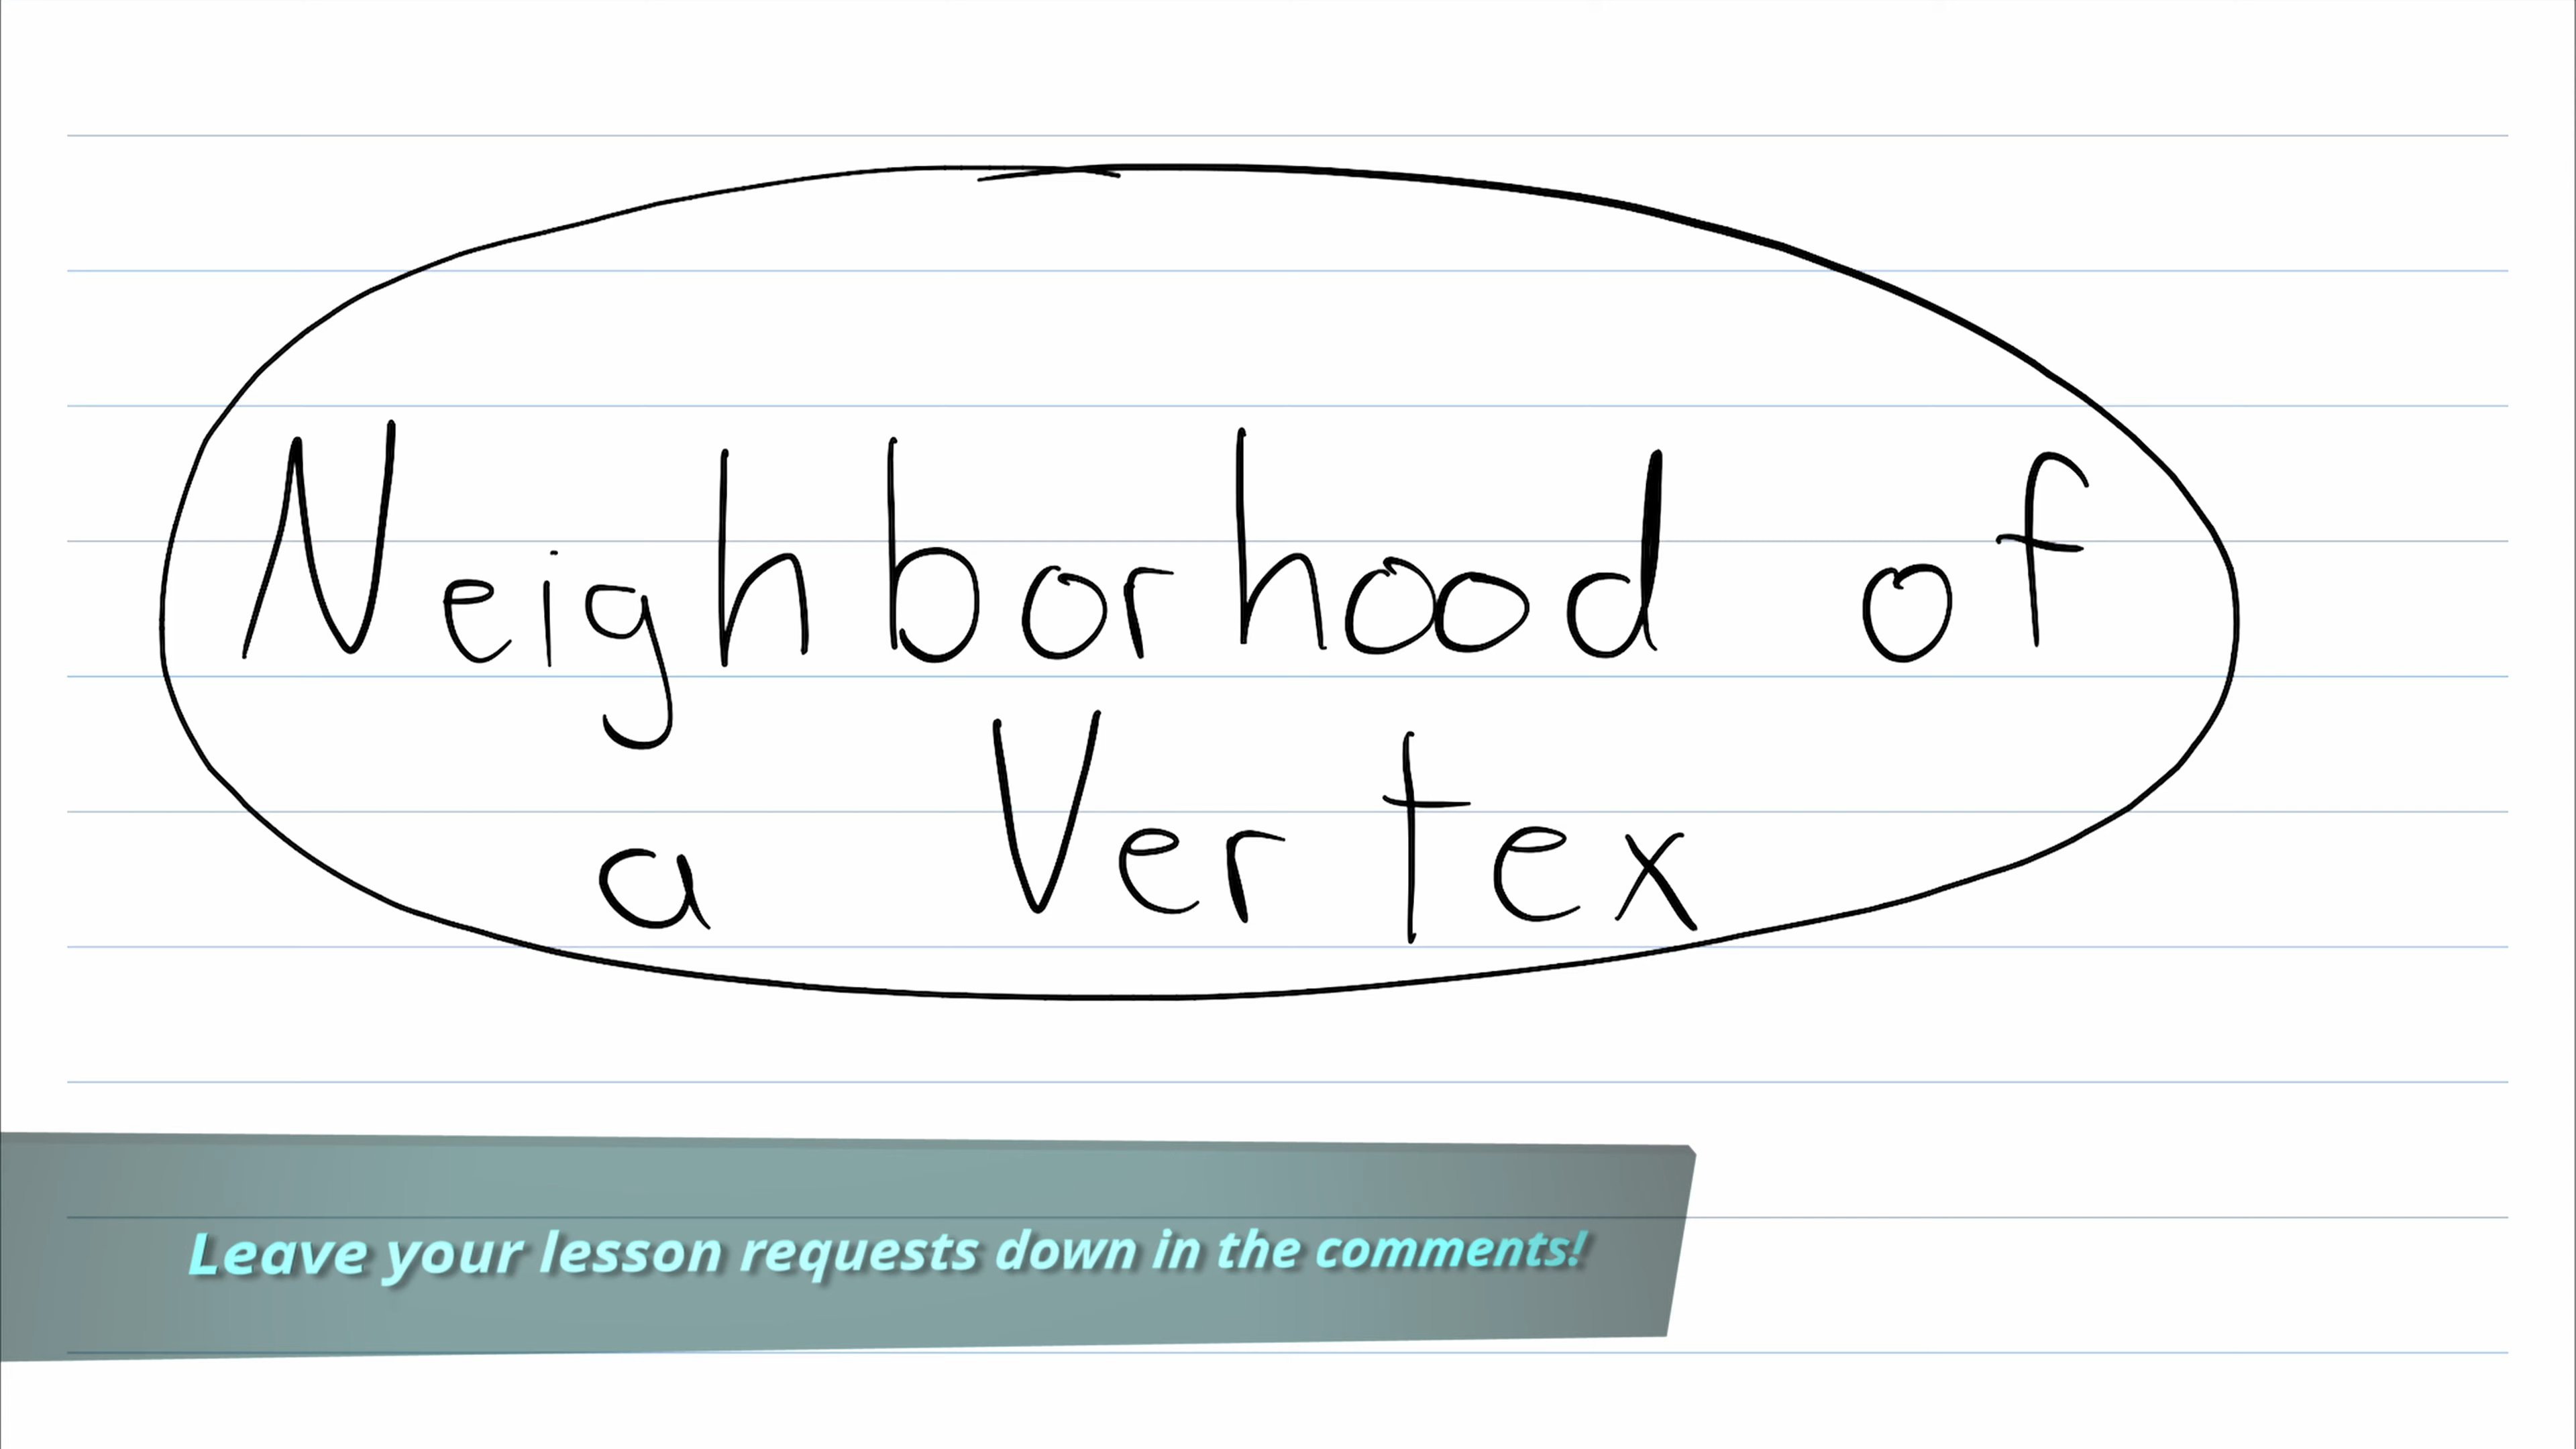 Neighborhood of
a Vertex
Leave your lesson requests down in the comments!